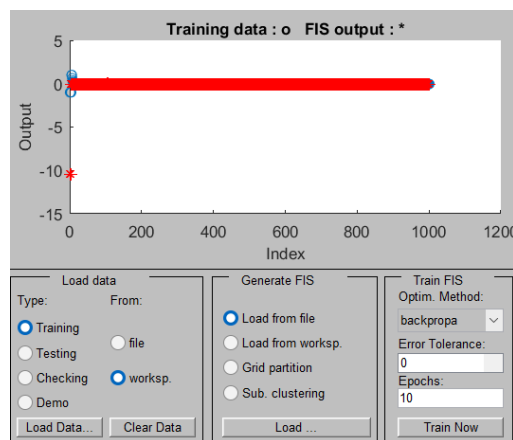 Training data : o   FIS output : *
5
0
-5
-10
-15
Output
0 200 400 600 800 1000 1200
Index
Load data
Type: From:
Training
Testing
Checking
Demo
file
worksp.
Load Data... Clear Data
Generate FIS
Load from file
Load from worksp.
Grid partition
Sub. clustering
Load ...
Train FIS
Optim. Method:
backpropa
Error Tolerance:
0
Epochs:
10
Train Now